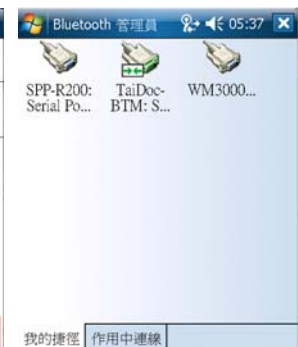 Bluetooth 管理員 05:37
SPP-R200: TaiDoc- WM3000...
Serial Po... BTM: S...
我的捷徑 作用中連線